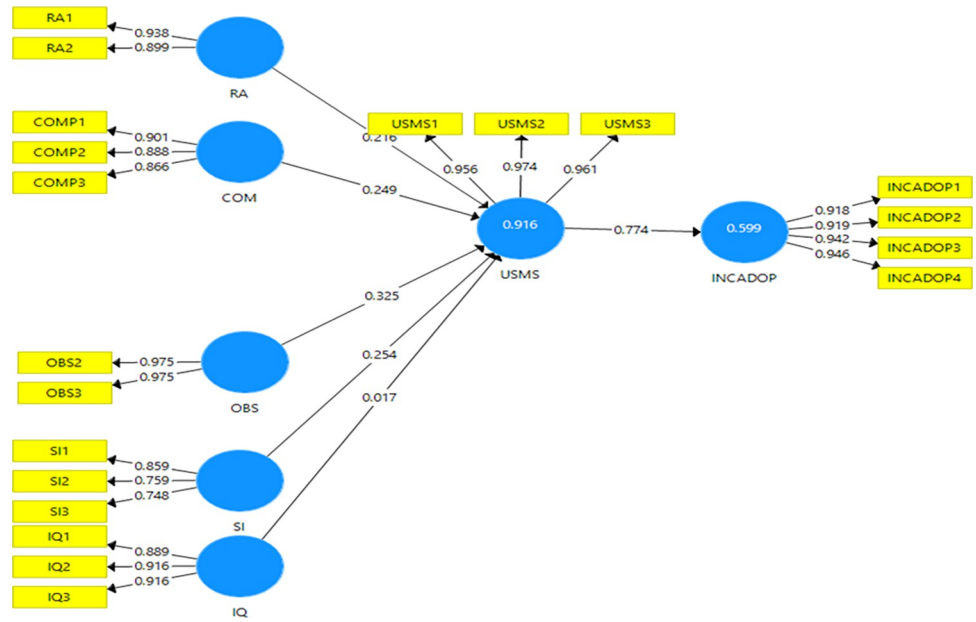 RA1
0.938
RA2
0.899
RA
COMP1
0.901
COMP2
0.888
COMP3
0.866
COM
0.216
0.249
USMS1
USMS2
USMS3
0.956
0.974
0.961
0.916
USMS
0.774
0.599
INCADOP
0.918
0.919
0.942
0.946
INCADOP1
INCADOP2
INCADOP3
INCADOP4
0.325
0.254
0.017
OBS2
0.975
OBS3
0.975
OBS
SI1
0.859
SI2
0.759
SI3
0.748
SI
IQ1
0.889
IQ2
0.916
IQ3
0.916
IQ